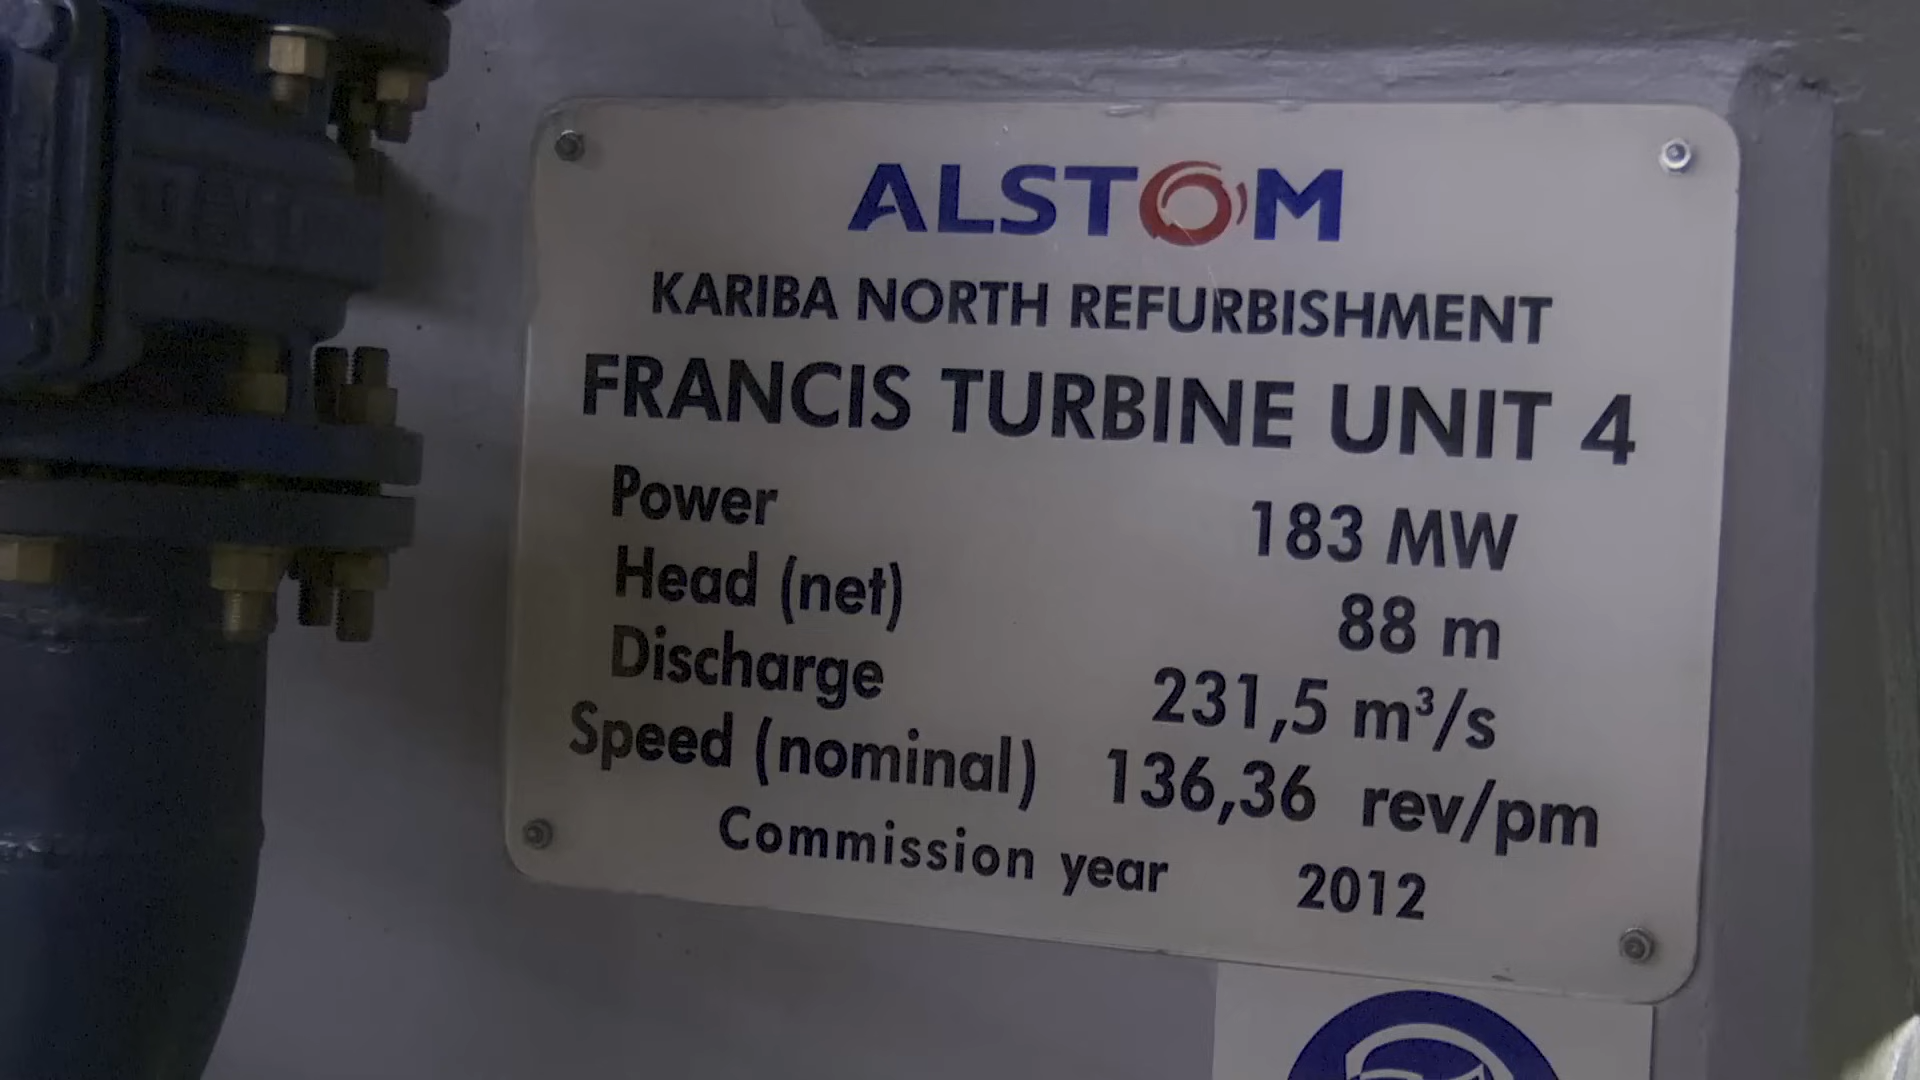 ALSTOM
KARIBA NORTH REFURBISHMENT
FRANCIS TURBINE UNIT 4
Power 183 MW
Head (net) 88 m
Discharge 231,5 m³/s
Speed (nominal) 136,36 rev/pm
Commission year 2012